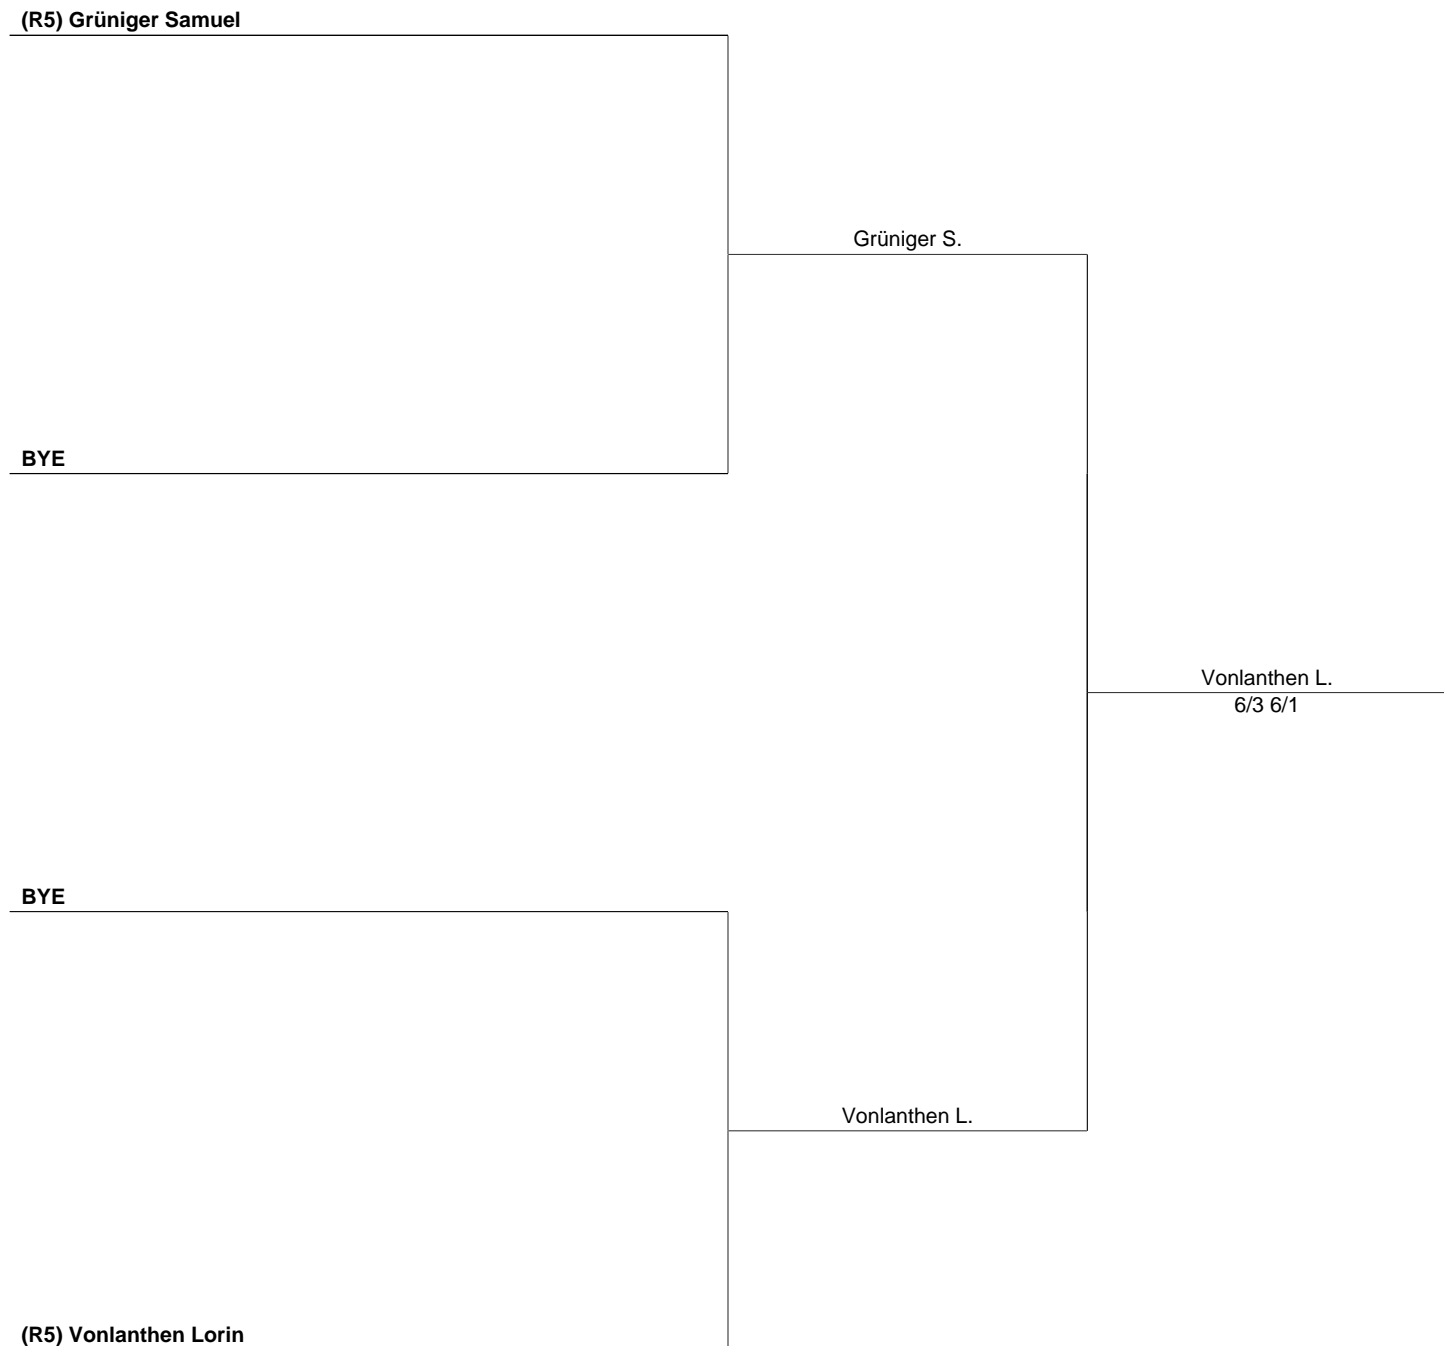 (R5) Grüniger Samuel
Grüniger S.
BYE
Vonlanthen L.
6/3 6/1
BYE
Vonlanthen L.
(R5) Vonlanthen Lorin